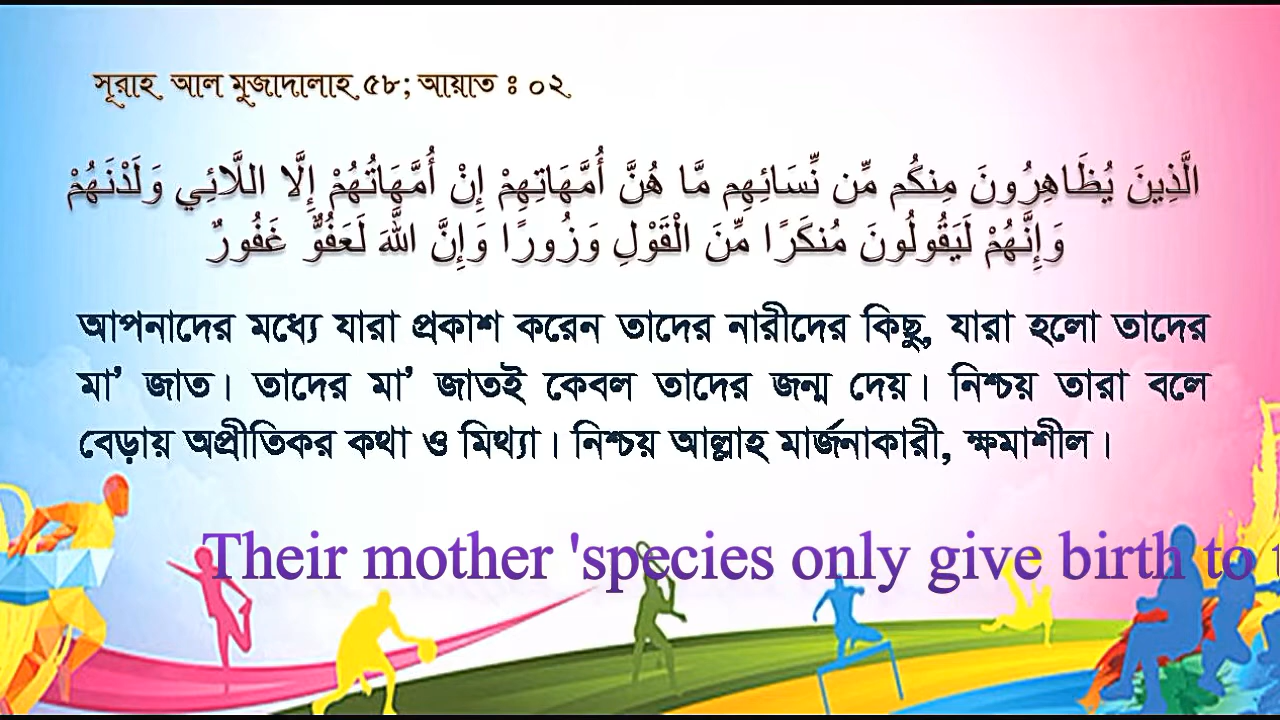 সূরাহ আল মুজাদালাহ ৫৮; আয়াত ঃ ০২
الَّذِينَ يُظَاهِرُونَ مِنكُم مِّن نِّسَائِهِم مَّا هُنَّ أُمَّهَاتِهِمْ إِنْ أُمَّهَاتُهُمْ إِلَّا اللَّائِي وَلَدْنَهُمْ
وَإِنَّهُمْ لَيَقُولُونَ مُنكَرًا مِّنَ الْقَوْلِ وَزُورًا وَإِنَّ اللَّهَ لَعَفُوٌّ غَفُورٌ
আপনাদের মধ্যে যারা প্রকাশ করেন তাদের নারীদের কিছু, যারা হলো তাদের
মা’ জাত। তাদের মা’ জাতই কেবল তাদের জন্ম দেয়। নিশ্চয় তারা বলে
বেড়ায় অপ্রীতিকর কথা ও মিথ্যা। নিশ্চয় আল্লাহ মার্জনাকারী, ক্ষমাশীল।
Their mother 'species only give birth to